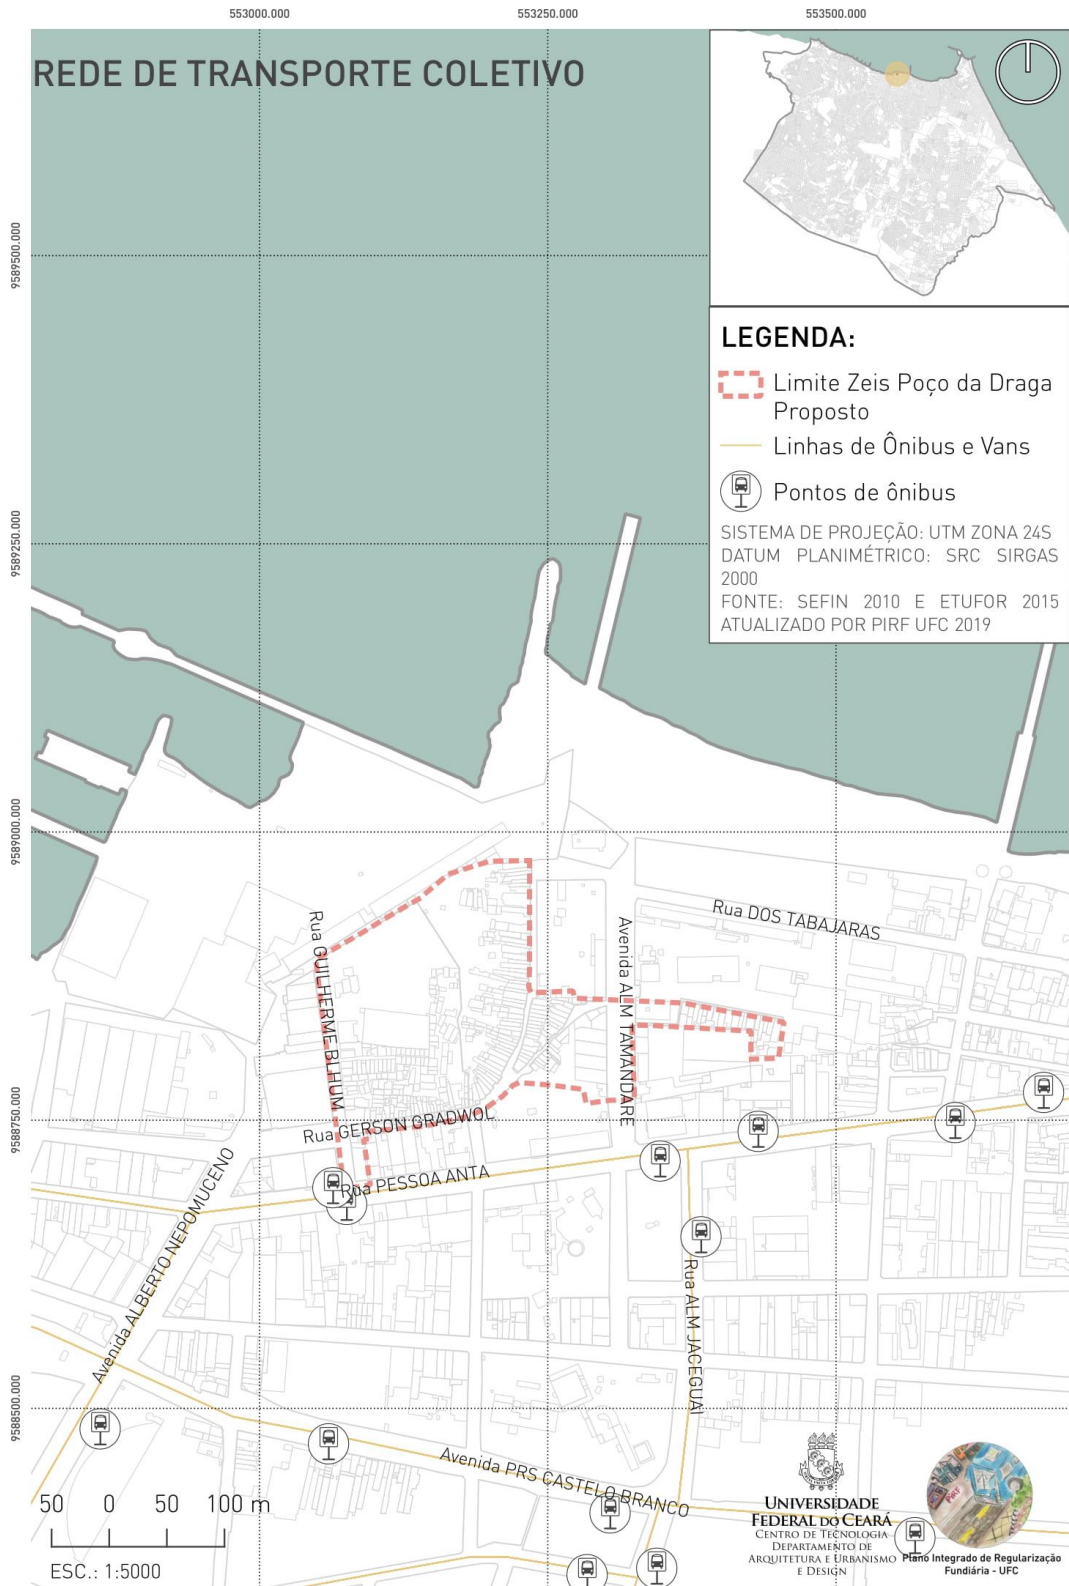 553000.000
553250.000
553500.000
REDE DE TRANSPORTE COLETIVO
9589500.000
9589250.000
9589000.000
9588750.000
9588500.000
LEGENDA:
Limite Zeis Poço da Draga
Proposto
Linhas de Ônibus e Vans
Pontos de ônibus
SISTEMA DE PROJEÇÃO: UTM ZONA 24S
DATUM PLANIMÉTRICO: SRC SIRGAS
2000
FONTE: SEFIN 2010 E ETUFOR 2015
ATUALIZADO POR PIRF UFC 2019
Rua DOS TABAJARAS
Rua GUILHERME BLHUM
Avenida ALM TAMANDARE
Rua GERSON GRADWOL
Rua PESSOA ANTA
Avenida ALBERTO NEPOMUCENO
Rua ALM JACEGUAI
Avenida PRS CASTELO BRANCO
50 0 50 100 m
ESC.: 1:5000
UNIVERSIDADE
FEDERAL DO CEARÁ
CENTRO DE TECNOLOGIA
DEPARTAMENTO DE
ARQUITETURA E URBANISMO
E DESIGN
PIRF
Plano Integrado de Regularização
Fundiária - UFC